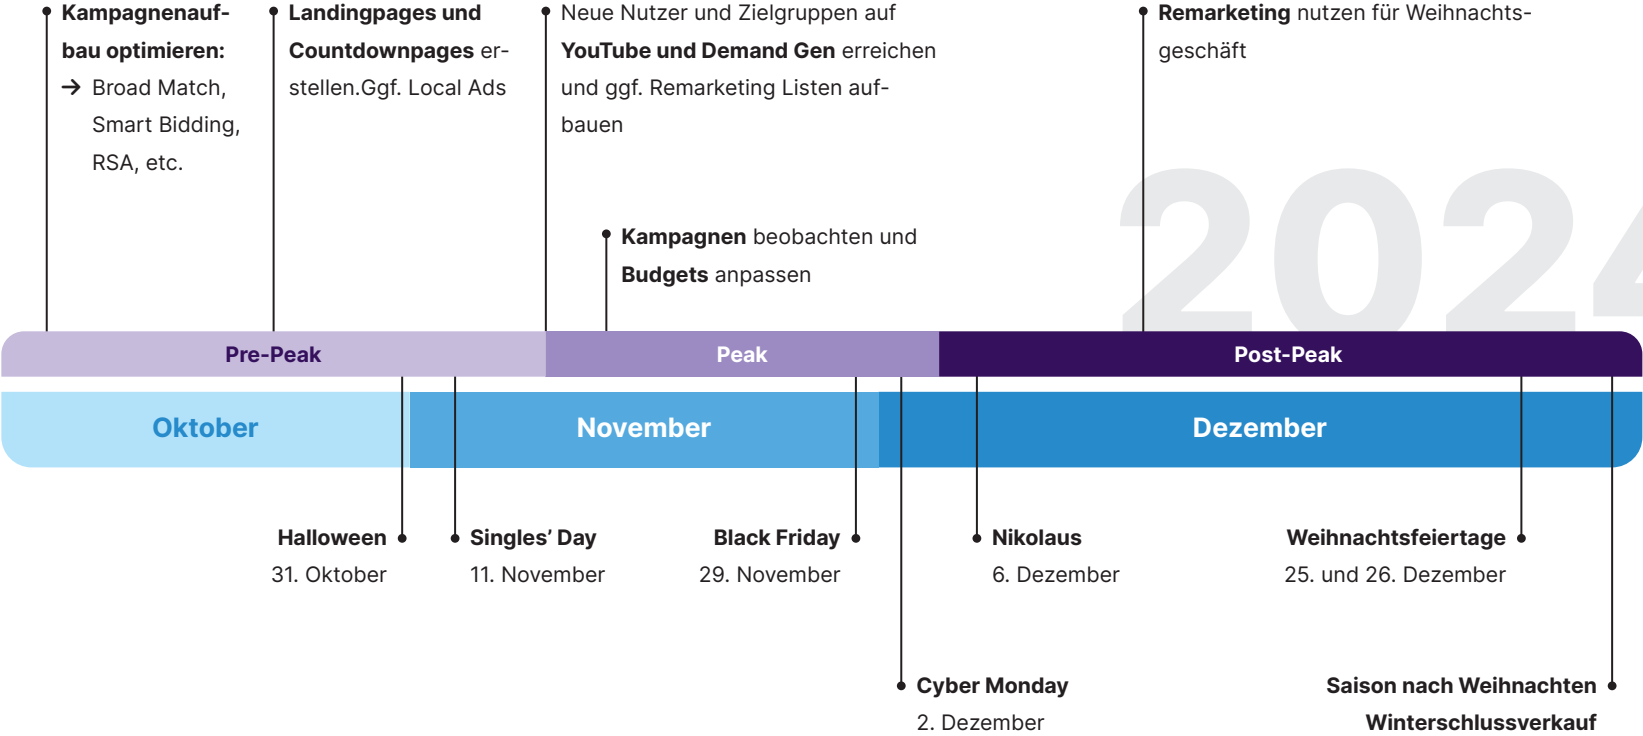 Kampagnenauf-
bau optimieren:
→ Broad Match,
Smart Bidding,
RSA, etc.
Landingpages und
Countdownpages er-
stellen.Ggf. Local Ads
Neue Nutzer und Zielgruppen auf
YouTube und Demand Gen erreichen
und ggf. Remarketing Listen auf-
bauen
Remarketing nutzen für Weihnachts-
geschäft
Kampagnen beobachten und
Budgets anpassen
2024
Pre-Peak
Peak
Post-Peak
Oktober
November
Dezember
Halloween
31. Oktober
Singles’ Day
11. November
Black Friday
29. November
Nikolaus
6. Dezember
Weihnachtsfeiertage
25. und 26. Dezember
Cyber Monday
2. Dezember
Saison nach Weihnachten
Winterschlussverkauf